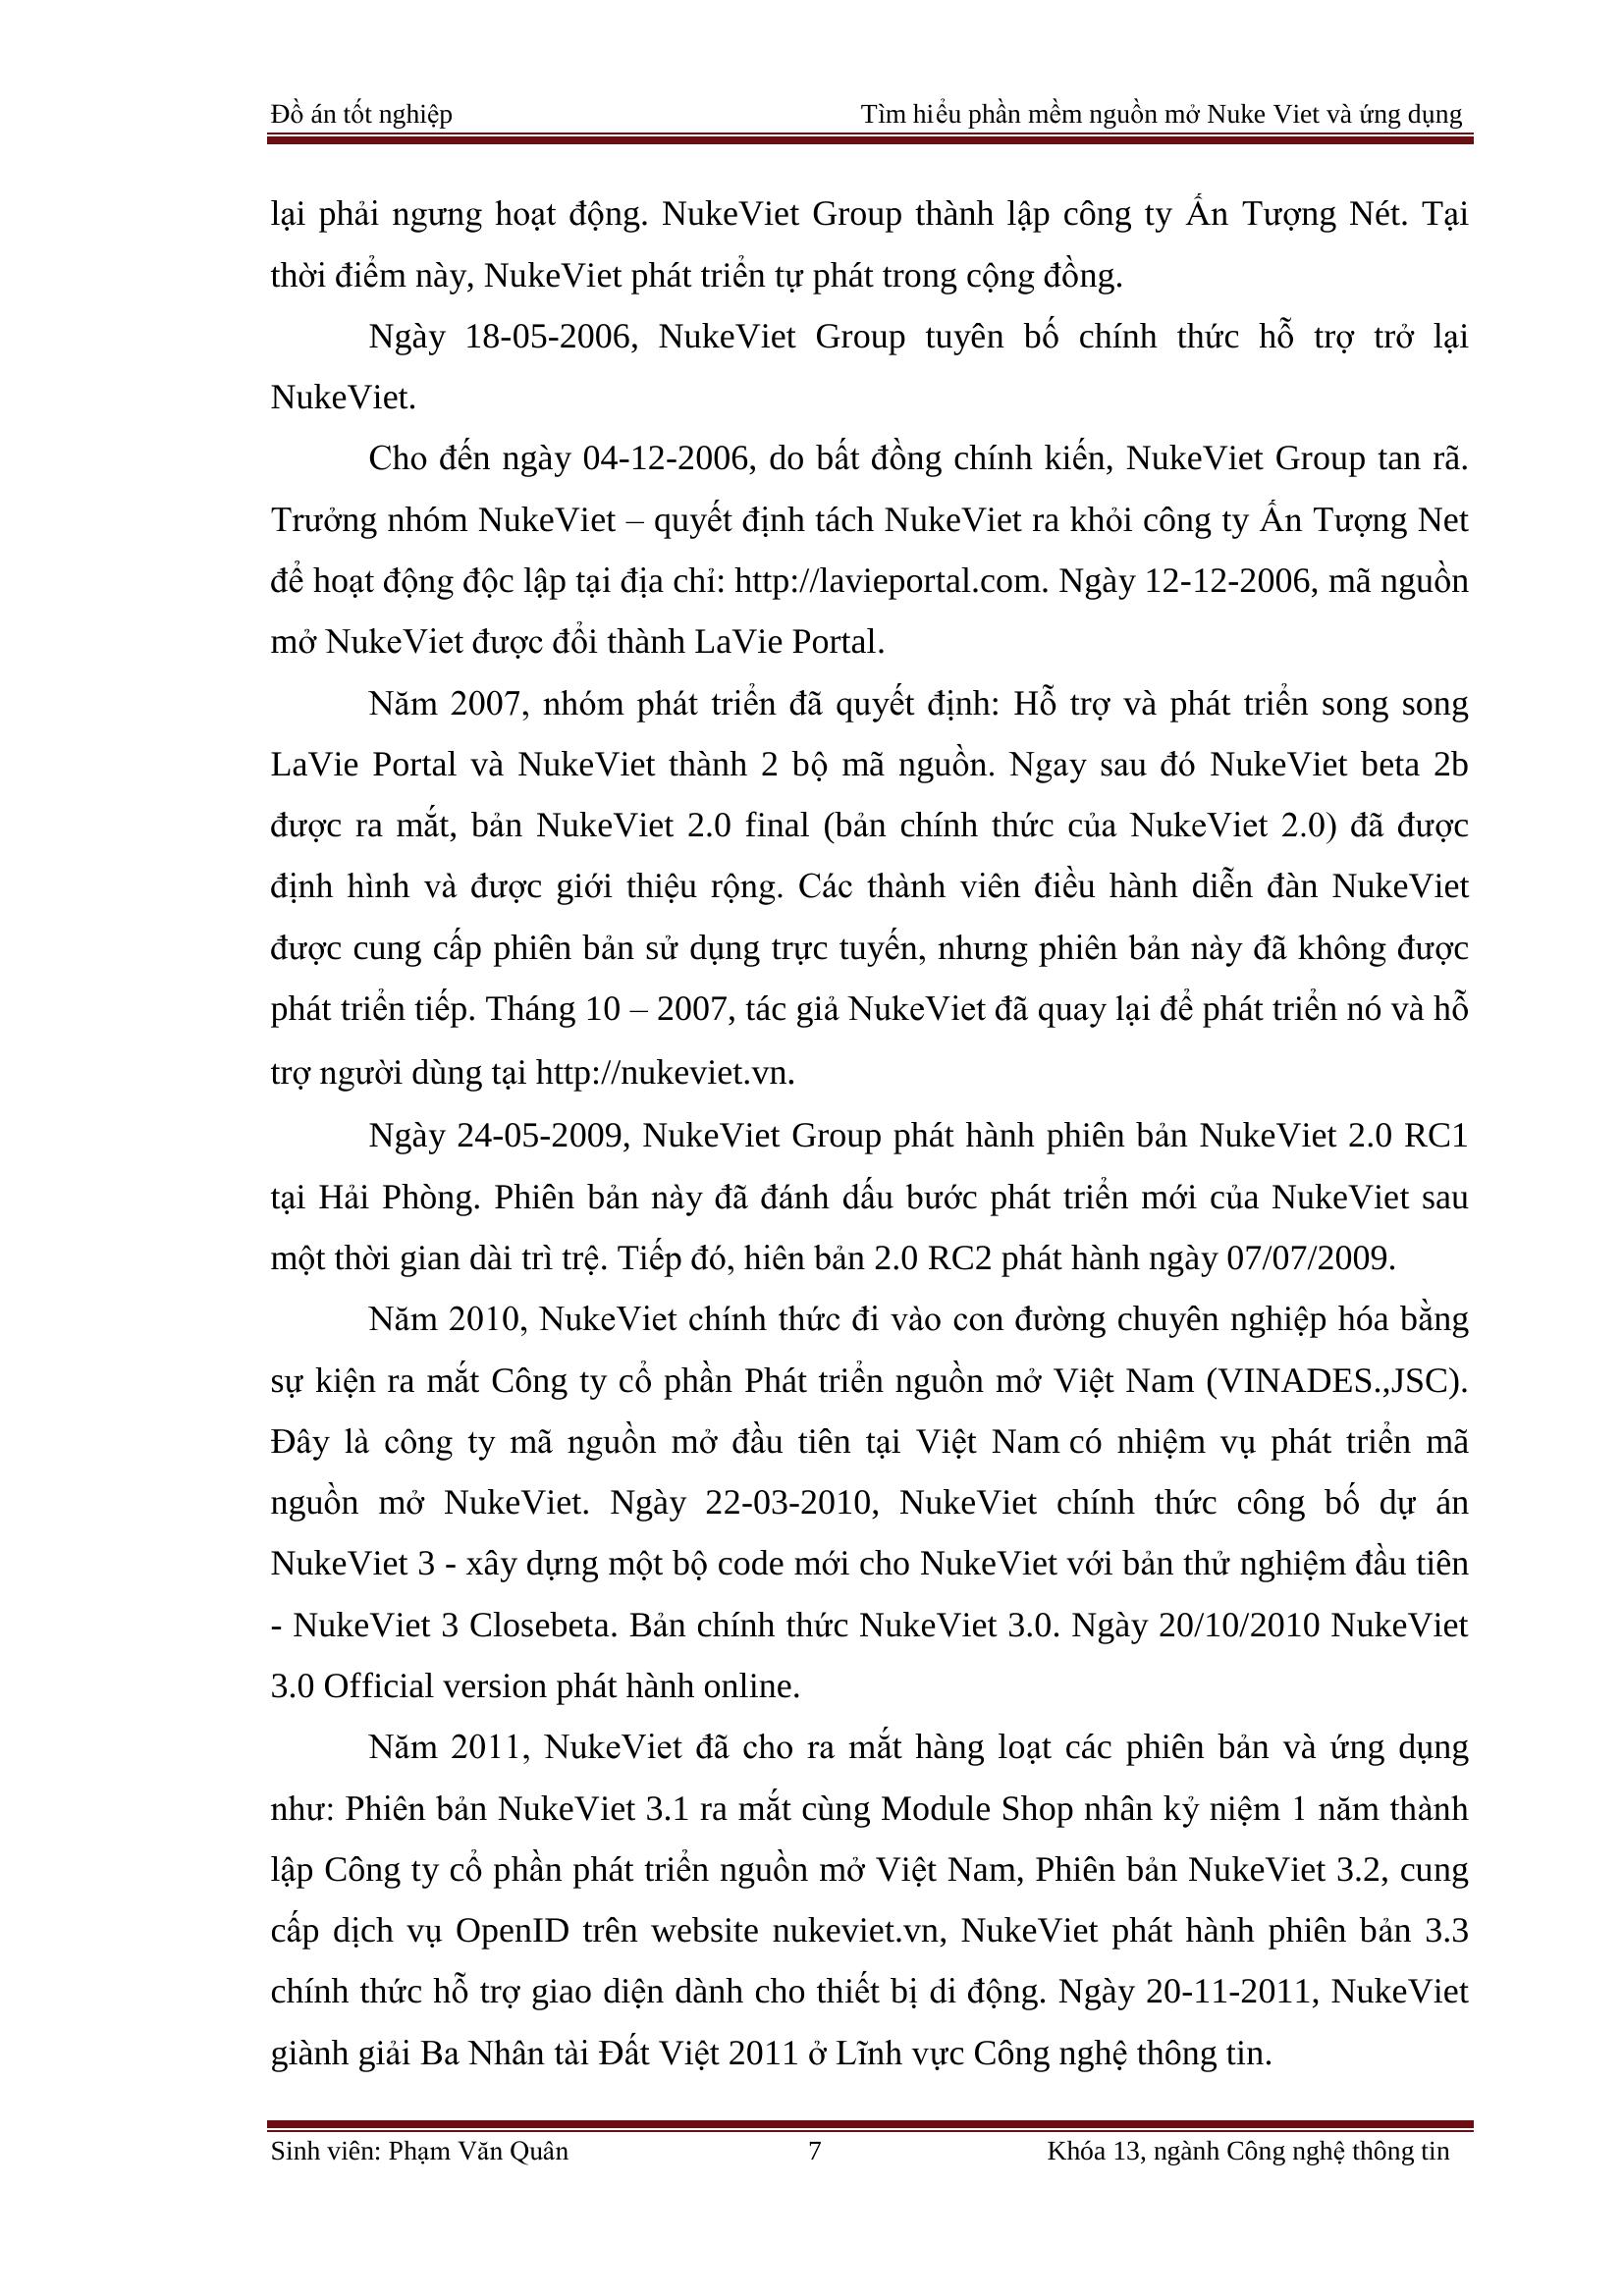 Đồ án tốt nghiệp Tìm hiểu phần mềm nguồn mở Nuke Viet và ứng dụng
lại phải ngưng hoạt động. NukeViet Group thành lập công ty Ấn Tượng Nét. Tại
thời điểm này, NukeViet phát triển tự phát trong cộng đồng.
Ngày 18-05-2006, NukeViet Group tuyên bố chính thức hỗ trợ trở lại
NukeViet.
Cho đến ngày 04-12-2006, do bất đồng chính kiến, NukeViet Group tan rã.
Trưởng nhóm NukeViet – quyết định tách NukeViet ra khỏi công ty Ấn Tượng Net
để hoạt động độc lập tại địa chỉ: http://lavieportal.com. Ngày 12-12-2006, mã nguồn
mở NukeViet được đổi thành LaVie Portal.
Năm 2007, nhóm phát triển đã quyết định: Hỗ trợ và phát triển song song
LaVie Portal và NukeViet thành 2 bộ mã nguồn. Ngay sau đó NukeViet beta 2b
được ra mắt, bản NukeViet 2.0 final (bản chính thức của NukeViet 2.0) đã được
định hình và được giới thiệu rộng. Các thành viên điều hành diễn đàn NukeViet
được cung cấp phiên bản sử dụng trực tuyến, nhưng phiên bản này đã không được
phát triển tiếp. Tháng 10 – 2007, tác giả NukeViet đã quay lại để phát triển nó và hỗ
trợ người dùng tại http://nukeviet.vn.
Ngày 24-05-2009, NukeViet Group phát hành phiên bản NukeViet 2.0 RC1
tại Hải Phòng. Phiên bản này đã đánh dấu bước phát triển mới của NukeViet sau
một thời gian dài trì trệ. Tiếp đó, hiên bản 2.0 RC2 phát hành ngày 07/07/2009.
Năm 2010, NukeViet chính thức đi vào con đường chuyên nghiệp hóa bằng
sự kiện ra mắt Công ty cổ phần Phát triển nguồn mở Việt Nam (VINADES.,JSC).
Đây là công ty mã nguồn mở đầu tiên tại Việt Nam có nhiệm vụ phát triển mã
nguồn mở NukeViet. Ngày 22-03-2010, NukeViet chính thức công bố dự án
NukeViet 3 - xây dựng một bộ code mới cho NukeViet với bản thử nghiệm đầu tiên
- NukeViet 3 Closebeta. Bản chính thức NukeViet 3.0. Ngày 20/10/2010 NukeViet
3.0 Official version phát hành online.
Năm 2011, NukeViet đã cho ra mắt hàng loạt các phiên bản và ứng dụng
như: Phiên bản NukeViet 3.1 ra mắt cùng Module Shop nhân kỷ niệm 1 năm thành
lập Công ty cổ phần phát triển nguồn mở Việt Nam, Phiên bản NukeViet 3.2, cung
cấp dịch vụ OpenID trên website nukeviet.vn, NukeViet phát hành phiên bản 3.3
chính thức hỗ trợ giao diện dành cho thiết bị di động. Ngày 20-11-2011, NukeViet
giành giải Ba Nhân tài Đất Việt 2011 ở Lĩnh vực Công nghệ thông tin.
Sinh viên: Phạm Văn Quân 7 Khóa 13, ngành Công nghệ thông tin